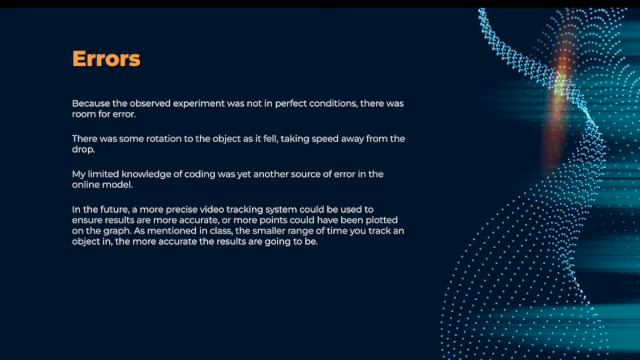 Errors
Because the observed experiment was not in perfect conditions, there was
room for error.
There was some rotation to the object as it fell, taking speed away from the
drop.
My limited knowledge of coding was yet another source of error in the
online model.
In the future, a more precise video tracking system could be used to
ensure results are more accurate, or more points could have been plotted
on the graph. As mentioned in class, the smaller range of time you track an
object in, the more accurate the results are going to be.